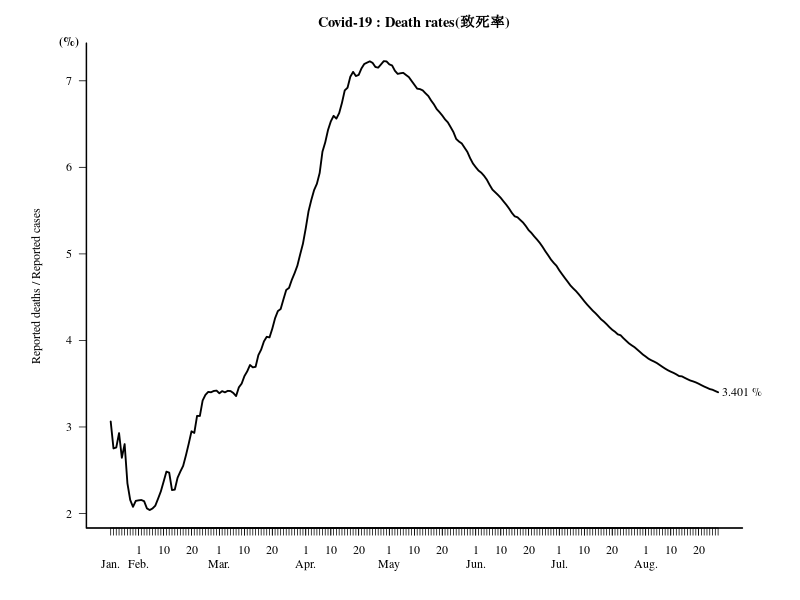 Covid-19 : Death rates(致死率)
(%)
7
6
5
4
3
2
Reported deaths / Reported cases
3.401 %
1 10 20 1 10 20 1 10 20 1 10 20 1 10 20 1 10 20 1 10 20
Jan. Feb. Mar. Apr. May Jun. Jul. Aug.